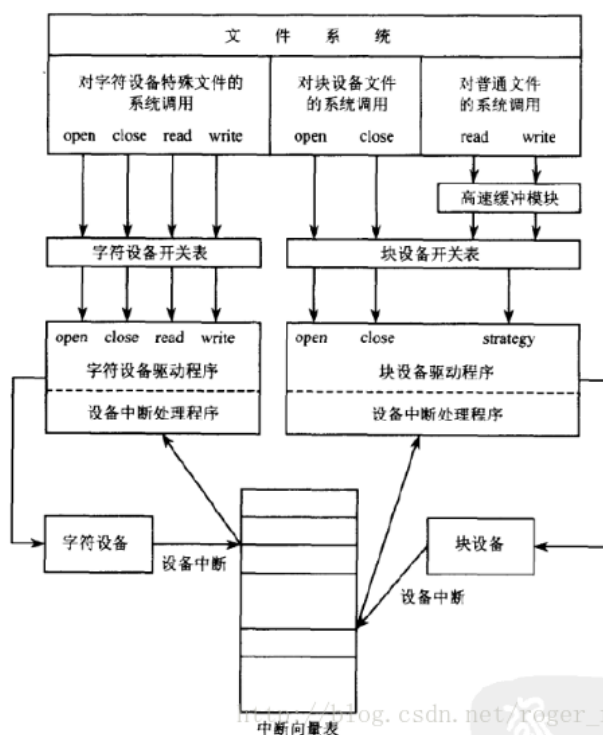 文 件 系 统
对字符设备特殊文件的
系统调用
open close read write
对块设备文件
的系统调用
open close
对普通文件
的系统调用
read write
高速缓冲模块
字符设备开关表
块设备开关表
open close read write
字符设备驱动程序
设备中断处理程序
open close strategy
块设备驱动程序
设备中断处理程序
字符设备
设备中断
块设备
设备中断
中断向量表
http://blog.csdn.net/roger_